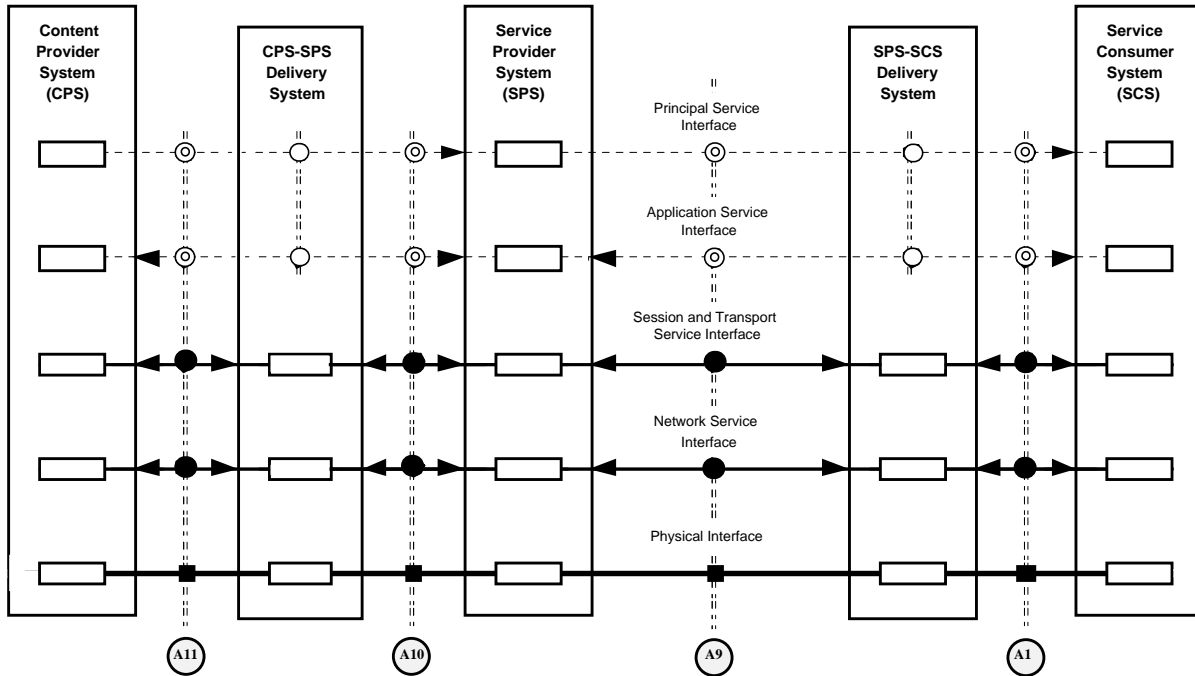 Content
Provider
System
(CPS)
CPS-SPS
Delivery
System
Service
Provider
System
(SPS)
SPS-SCS
Delivery
System
Service
Consumer
System
(SCS)
Principal Service
Interface
Application Service
Interface
Session and Transport
Service Interface
Network Service
Interface
Physical Interface
A11
A10
A9
A1